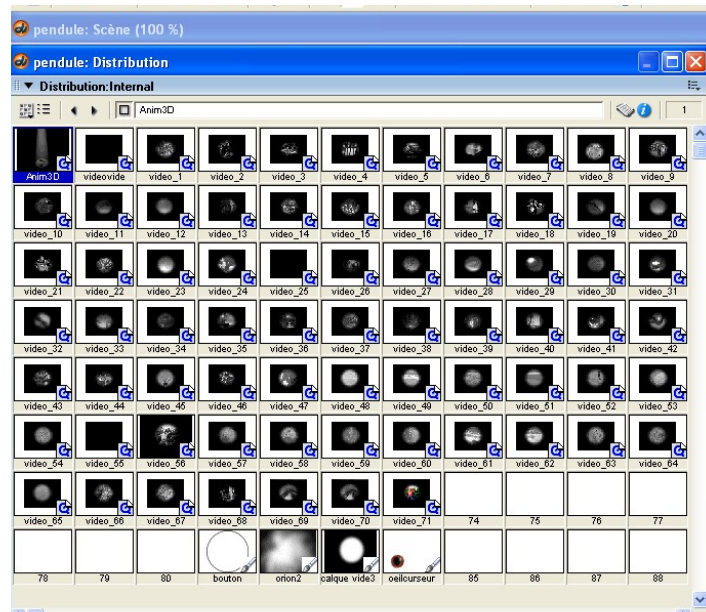 pendule: Scène (100 %)
pendule: Distribution
Distribution:Internal
Anim3D 1
Anim3D videovide video_1 video_2 video_3 video_4 video_5 video_6 video_7 video_8 video_9
video_10 video_11 video_12 video_13 video_14 video_15 video_16 video_17 video_18 video_19 video_20
video_21 video_22 video_23 video_24 video_25 video_26 video_27 video_28 video_29 video_30 video_31
video_32 video_33 video_34 video_35 video_36 video_37 video_38 video_39 video_40 video_41 video_42
video_43 video_44 video_45 video_46 video_47 video_48 video_49 video_50 video_51 video_52 video_53
video_54 video_55 video_56 video_57 video_58 video_59 video_60 video_61 video_62 video_63 video_64
video_65 video_66 video_67 video_68 video_69 video_70 video_71 74 75 76 77
78 79 80 bouton orion2 calque vide3 oeilcurseur 85 86 87 88